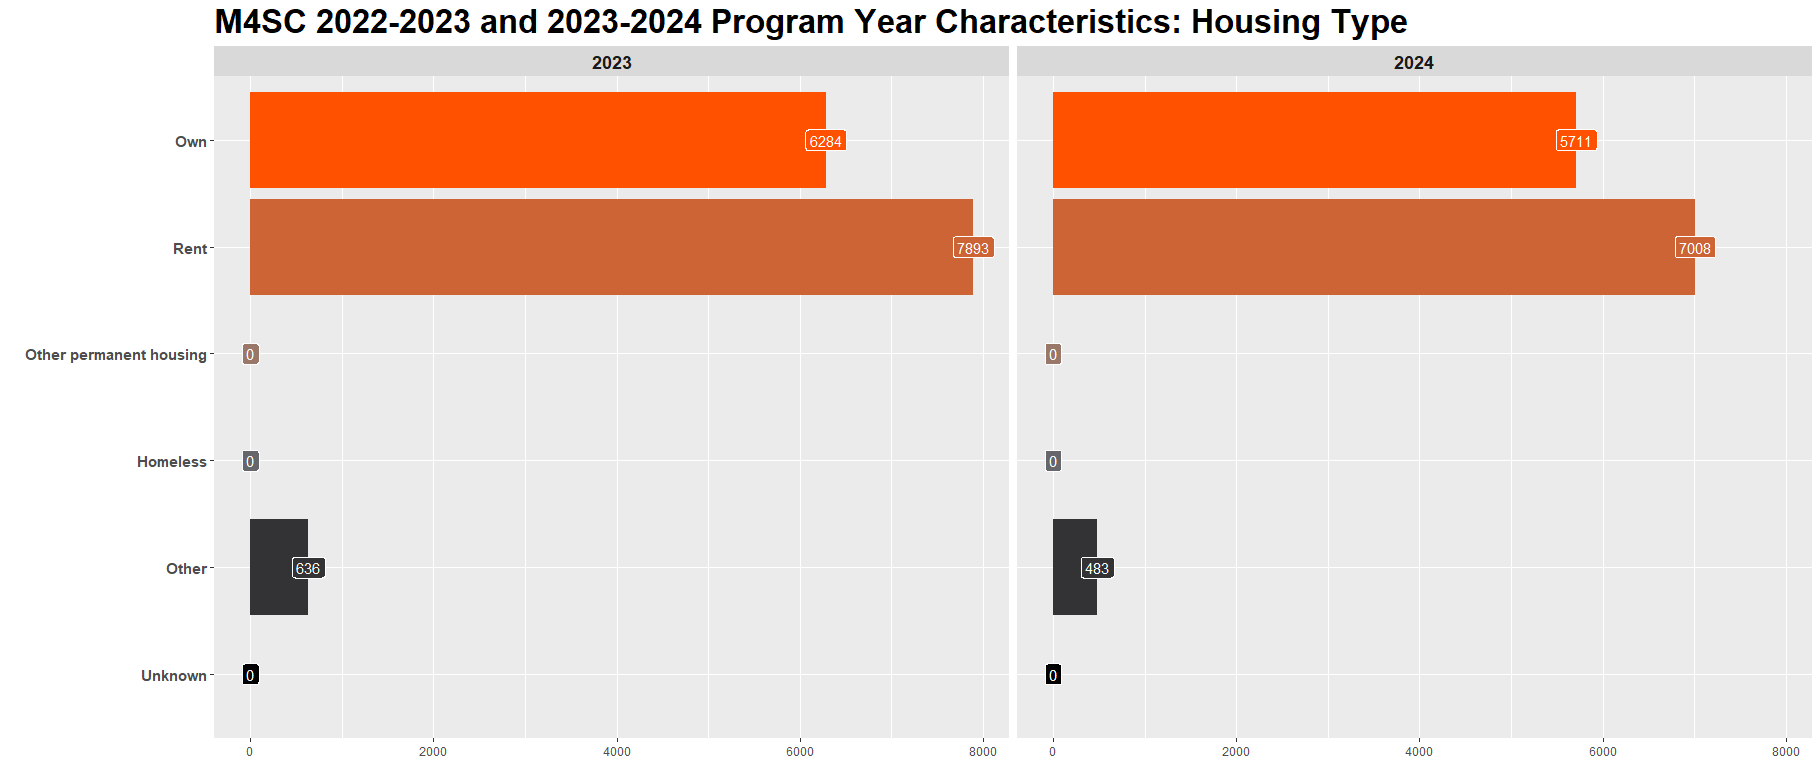 M4SC 2022-2023 and 2023-2024 Program Year Characteristics: Housing Type
2023 2024
Own 6284 5711
Rent 7893 7008
Other permanent housing 0 0
Homeless 0 0
Other 636 483
Unknown 0 0
0 2000 4000 6000 8000 0 2000 4000 6000 8000